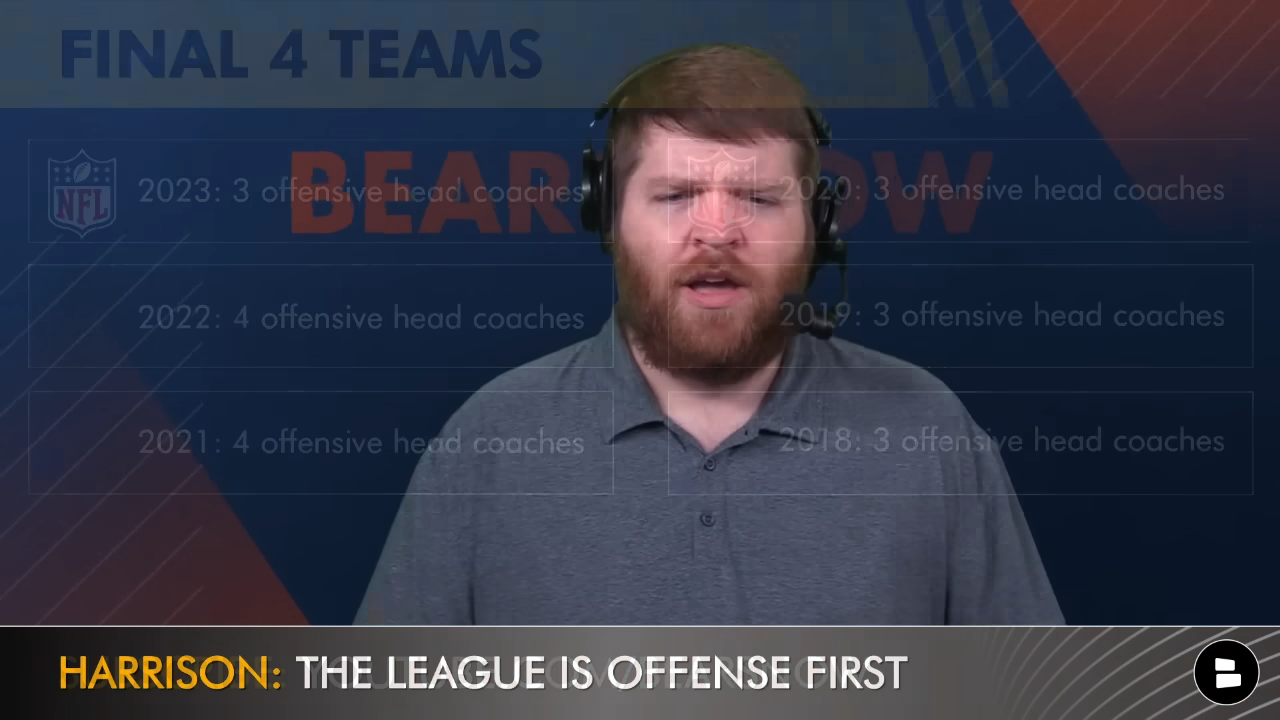 FINAL 4 TEAMS
BEAR OW
NFL
2023: 3 offensive head coaches
2020: 3 offensive head coaches
2022: 4 offensive head coaches
2019: 3 offensive head coaches
2021: 4 offensive head coaches
2018: 3 offensive head coaches
HARRISON: THE LEAGUE IS OFFENSE FIRST